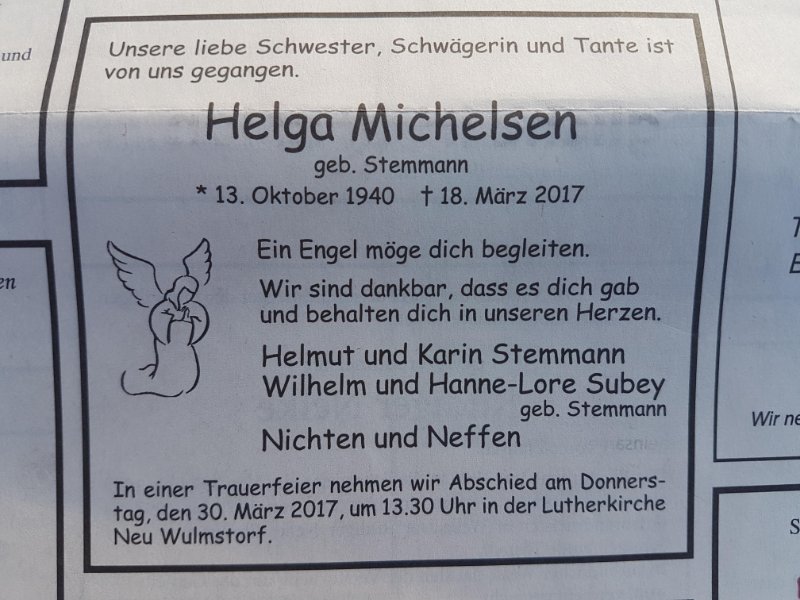 und
Unsere liebe Schwester, Schwägerin und Tante ist
von uns gegangen.
Helga Michelsen
geb. Stemmann
* 13. Oktober 1940 † 18. März 2017
Ein Engel möge dich begleiten.
Wir sind dankbar, dass es dich gab
und behalten dich in unseren Herzen.
Helmut und Karin Stemmann
Wilhelm und Hanne-Lore Subey
geb. Stemmann
Nichten und Neffen
In einer Trauerfeier nehmen wir Abschied am Donners-
tag, den 30. März 2017, um 13.30 Uhr in der Lutherkirche
Neu Wulmstorf.
Wir